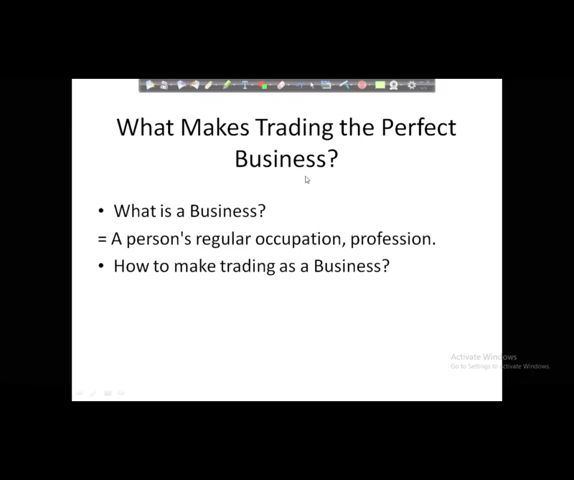 What Makes Trading the Perfect
Business?
• What is a Business?
= A person's regular occupation, profession.
• How to make trading as a Business?
Activate Windows
Go to Settings to activate Windows.